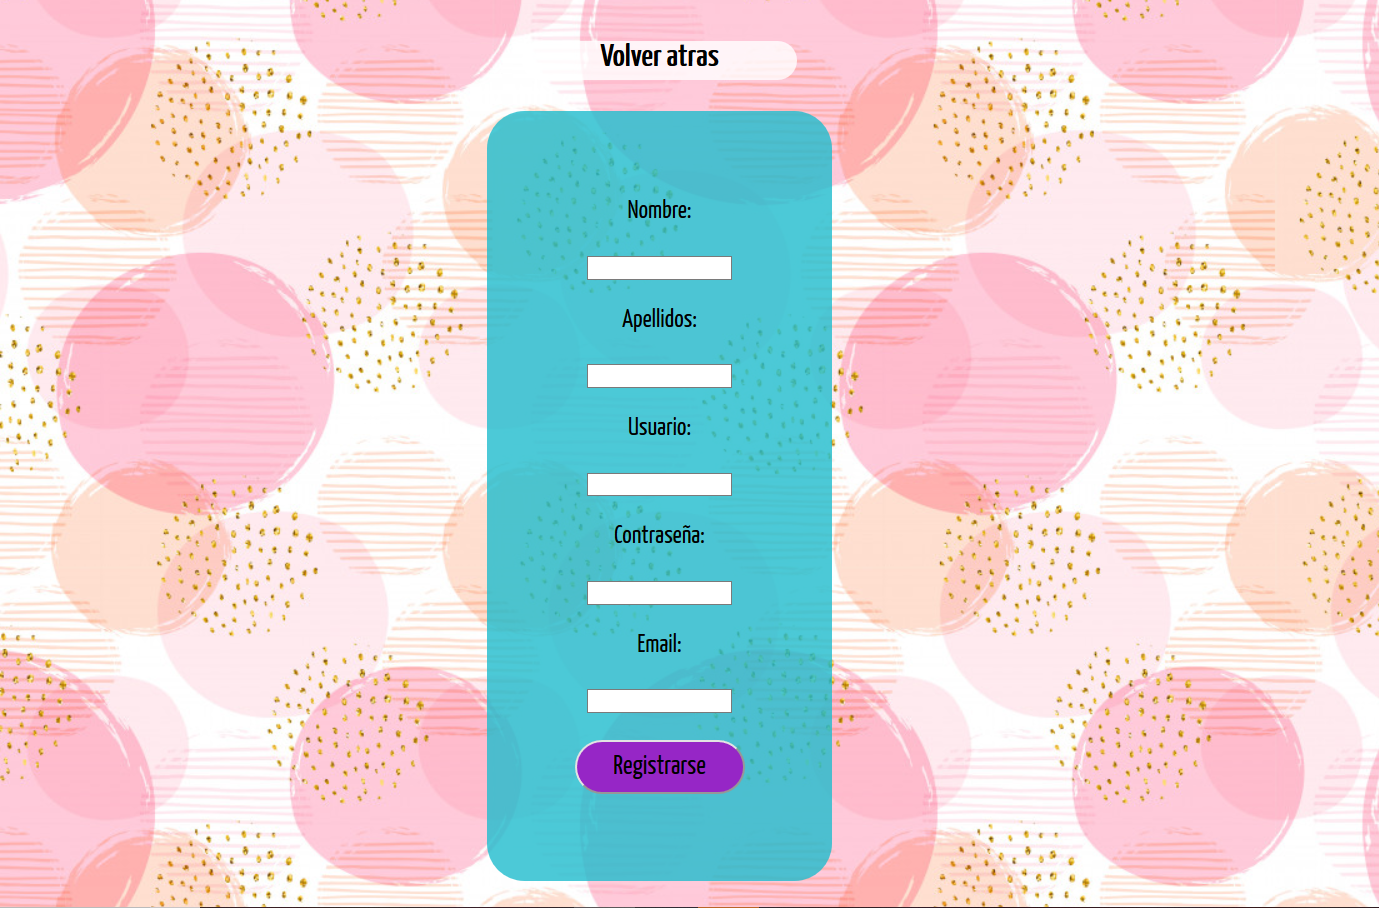 Volver atras
Nombre:
Apellidos:
Usuario:
Contraseña:
Email:
Registrarse